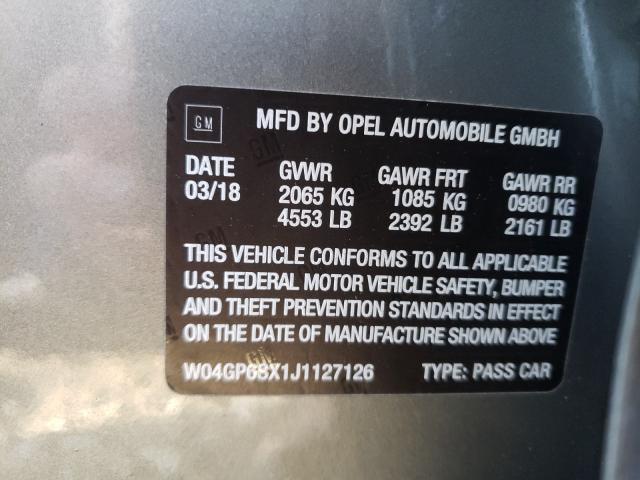 GM
MFD BY OPEL AUTOMOBILE GMBH
DATE GVWR GAWR FRT GAWR RR
03/18 2065 KG 1085 KG 0980 KG
4553 LB 2392 LB 2161 LB
THIS VEHICLE CONFORMS TO ALL APPLICABLE
U.S. FEDERAL MOTOR VEHICLE SAFETY, BUMPER
AND THEFT PREVENTION STANDARDS IN EFFECT
ON THE DATE OF MANUFACTURE SHOWN ABOVE
W04GP6SX1J1127126 TYPE: PASS CAR